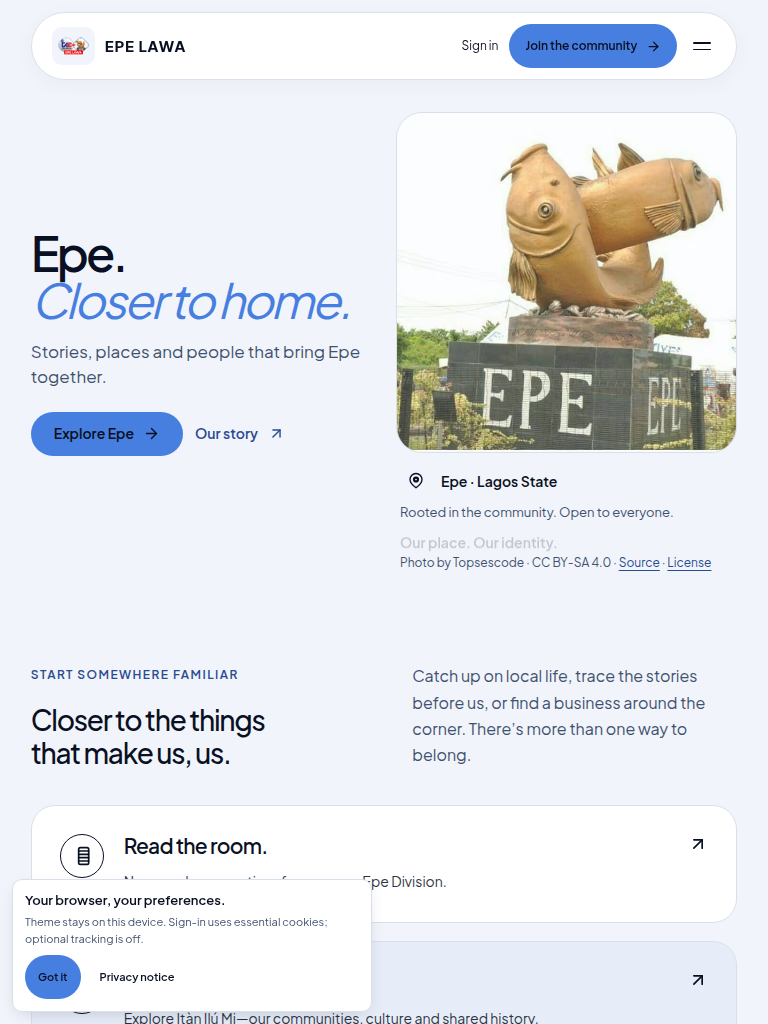 EPE LAWA
Sign in
Join the community
Epe.
Closer to home.
Stories, places and people that bring Epe
together.
Explore Epe
Our story
EPE
EPE
Epe · Lagos State
Rooted in the community. Open to everyone.
Our place. Our identity.
Photo by Topsescode · CC BY-SA 4.0 · Source · License
START SOMEWHERE FAMILIAR
Closer to the things
that make us, us.
Catch up on local life, trace the stories
before us, or find a business around the
corner. There’s more than one way to
belong.
Read the room.
Epe Division.
Your browser, your preferences.
Theme stays on this device. Sign-in uses essential cookies;
optional tracking is off.
Got it
Privacy notice
Explore Itàn Ilú Mi—our communities, culture and shared history.